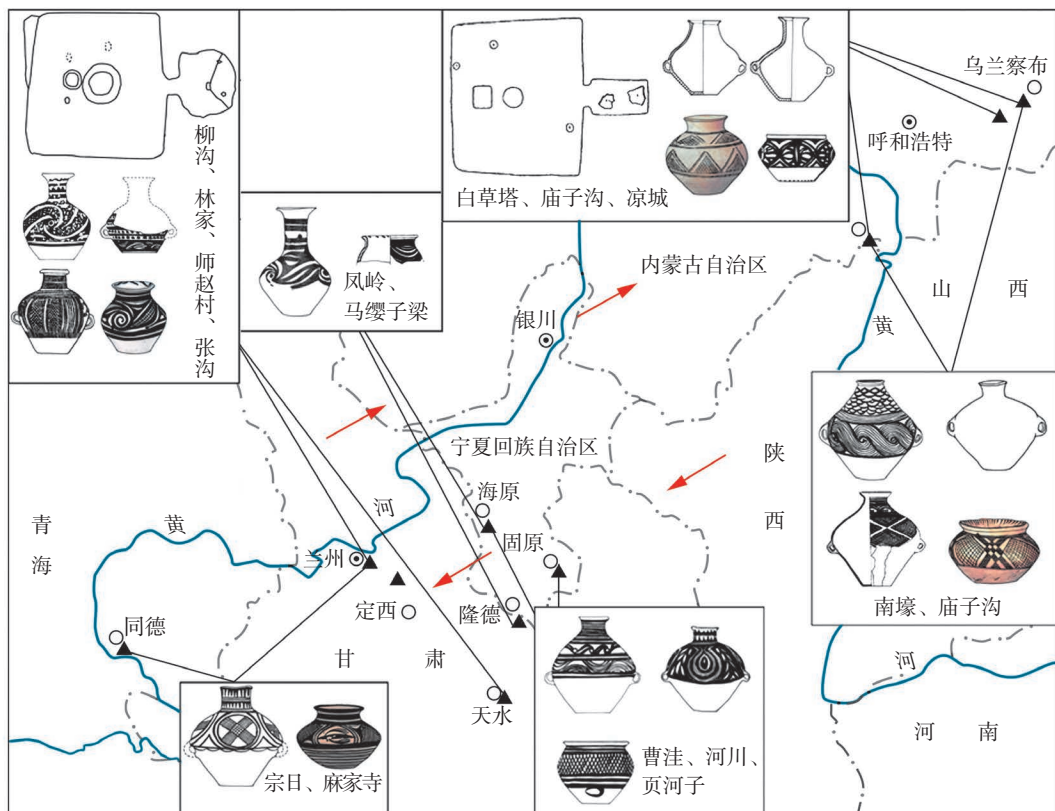 柳沟、林家、师赵村、张沟
凤岭、
马缨子梁
白草塔、庙子沟、凉城
乌兰察布
呼和浩特
内蒙古自治区
山西
黄
银川
宁夏回族自治区
陕西
海原
河
固原
青海
黄
兰州
定西
隆德
同德
甘肃
天水
南壕、庙子沟
河
河南
宗日、麻家寺
曹洼、河川、
页河子